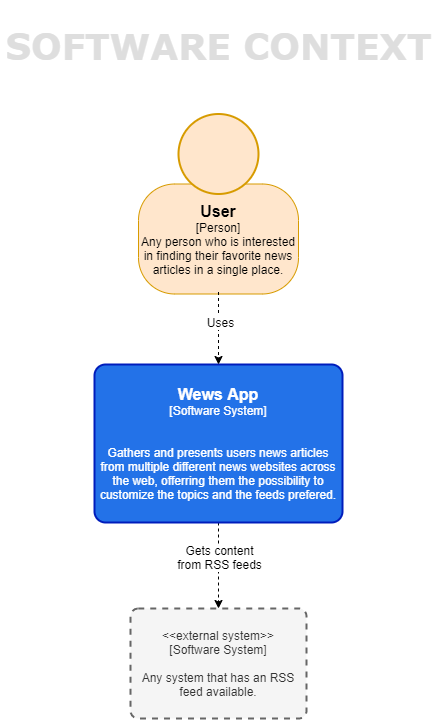 SOFTWARE CONTEXT
User
[Person]
Any person who is interested
in finding their favorite news
articles in a single place.
Uses
Wews App
[Software System]
Gathers and presents users news articles
from multiple different news websites across
the web, offerring them the possibility to
customize the topics and the feeds prefered.
Gets content
from RSS feeds
<<external system>>
[Software System]
Any system that has an RSS
feed available.